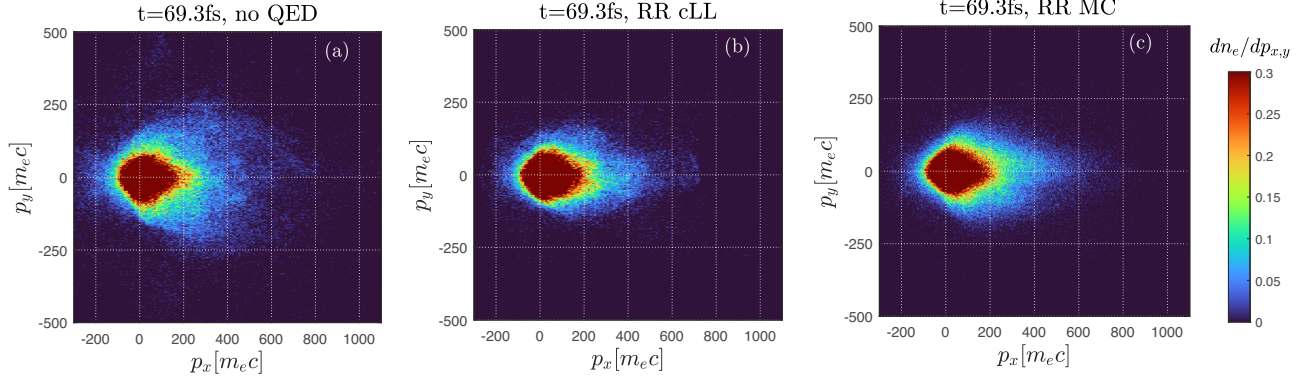 t=69.3fs, no QED
(a)
500
250
0
-250
-500
p_y[m_ec]
-200 0 200 400 600 800 1000
p_x[m_ec]
t=69.3fs, RR cLL
(b)
500
250
0
-250
-500
p_y[m_ec]
-200 0 200 400 600 800 1000
p_x[m_ec]
t=69.3fs, RR MC
(c)
500
250
0
-250
-500
p_y[m_ec]
-200 0 200 400 600 800 1000
p_x[m_ec]
dn_e/dp_{x,y}
0.3
0.25
0.2
0.15
0.1
0.05
0